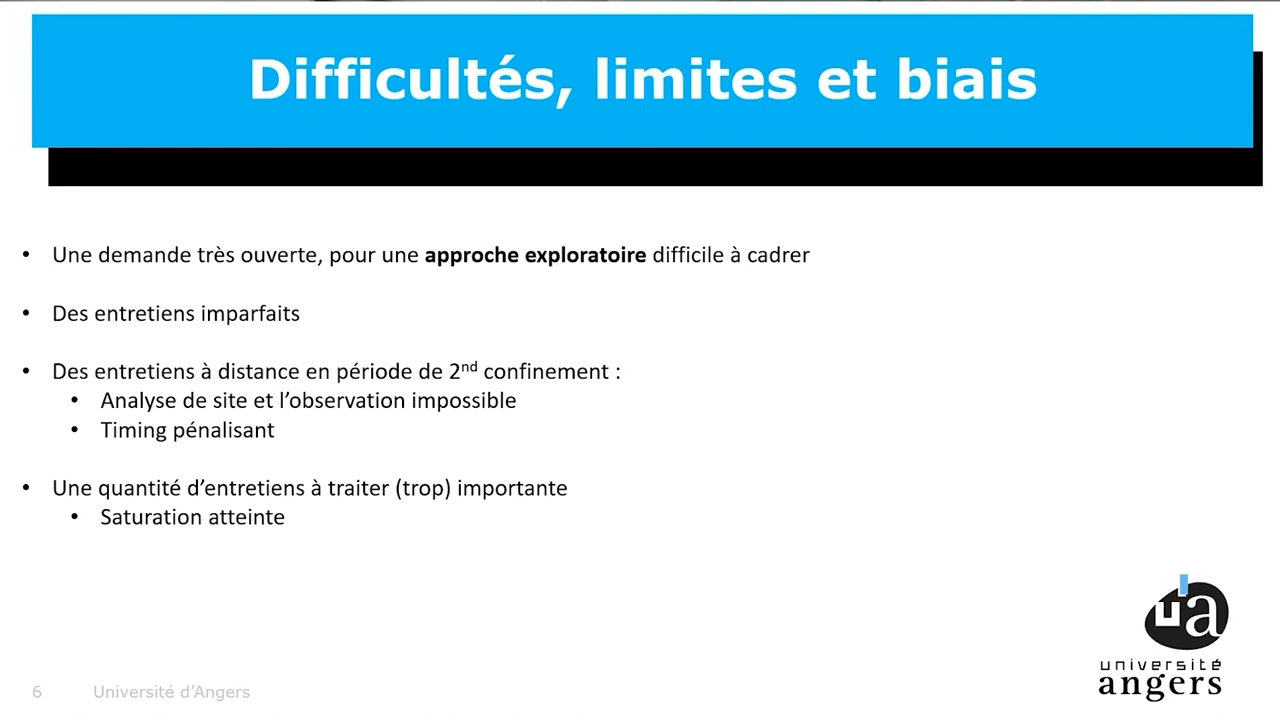 Difficultés, limites et biais
• Une demande très ouverte, pour une approche exploratoire difficile à cadrer
• Des entretiens imparfaits
• Des entretiens à distance en période de 2nd confinement :
• Analyse de site et l’observation impossible
• Timing pénalisant
• Une quantité d’entretiens à traiter (trop) importante
• Saturation atteinte
ua
université
angers
6 Université d’Angers